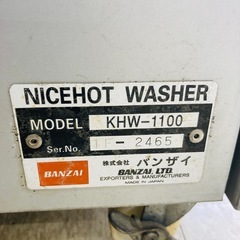 NICEHOT WASHER
MODEL KHW-1100
Ser.No. 11-2465
BANZAI
株式会社 バンザイ
BANZAI, LTD.
EXPORTERS & MANUFACTURERS
MADE IN JAPAN